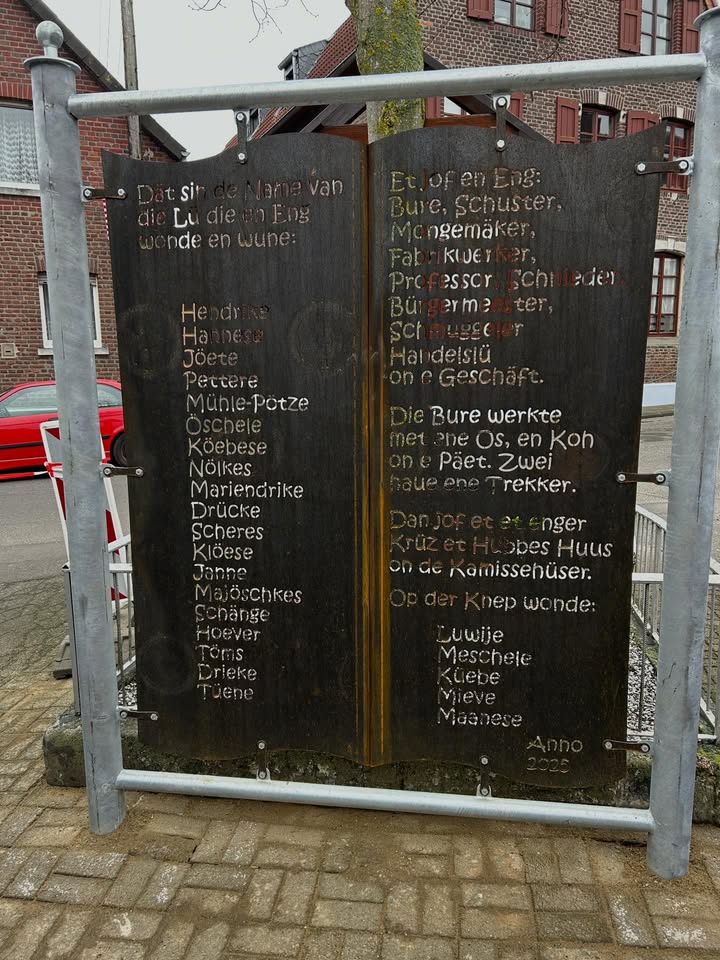 Dat sin de Name van
die Lü die en Eng
wonde en wune:
Hendrike
Hannese
Jöete
Pettere
Mühle-Pötze
Öschele
Köebese
Nölkes
Mariendrike
Drücke
Scheres
Klöese
Janne
Majöschkes
Schänge
Hoever
Töms
Drieke
Tüene
Et jof en Eng:
Bure, Schuster,
Mangemäker,
Fabrikwerker,
Professor, Schnieder,
Bürgermeester,
Schmuggeler
Handelslü
on e Geschäft.
Die Bure werkte
met ene Os, en Koh
on e Päet. Zwei
haue ene Trekker.
Dan jof et et enger
Krüz et Hubbes Huus
on de Kamissehüser.
Op der Knep wonde:
Luwije
Meschele
Küebe
Mieve
Maanese
Anno
2025